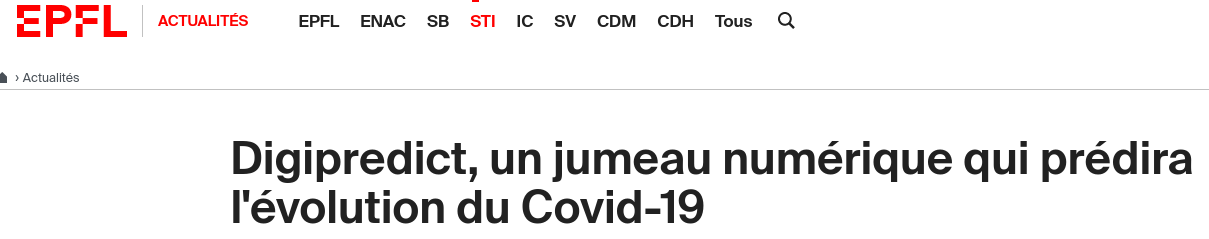 EPFL ACTUALITÉS EPFL ENAC SB STI IC SV CDM CDH Tous
› Actualités
Digipredict, un jumeau numérique qui prédira
l'évolution du Covid-19